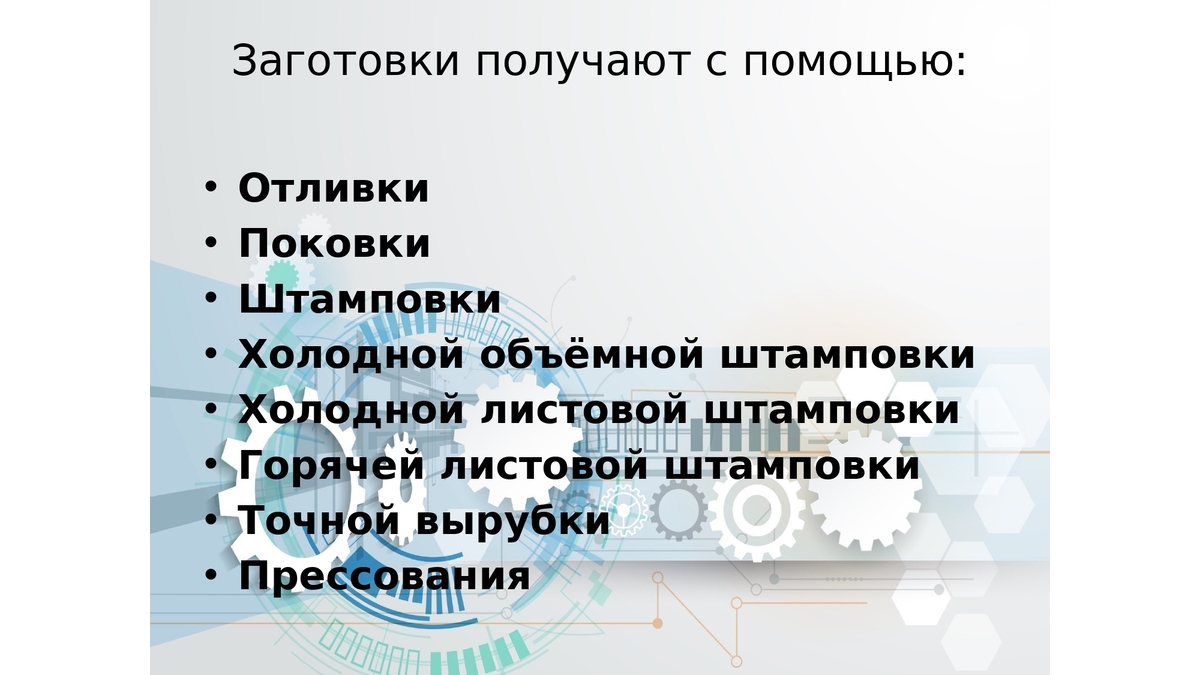 Заготовки получают с помощью:
• Отливки
• Поковки
• Штамповки
• Холодной объёмной штамповки
• Холодной листовой штамповки
• Горячей листовой штамповки
• Точной вырубки
• Прессования